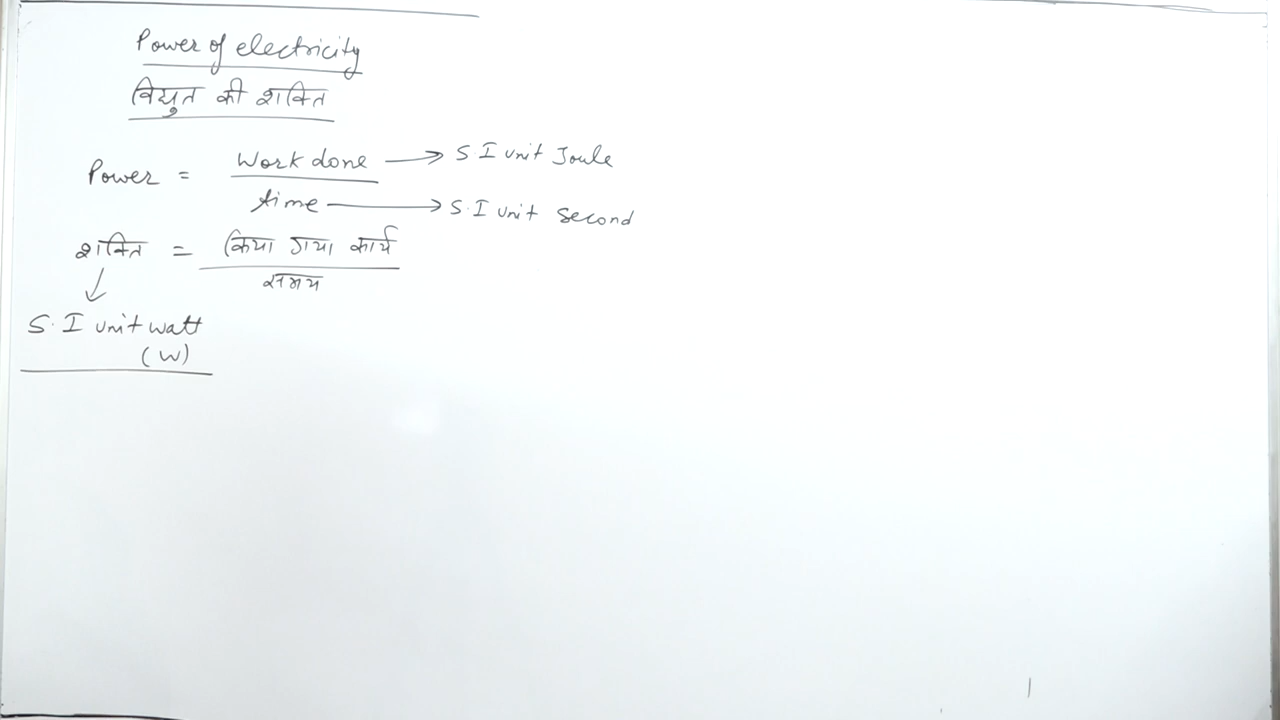 Power of electricity
विद्युत की शक्ति
Power = Work done / time
→ S.I unit Joule
→ S.I unit Second
शक्ति = किया गया कार्य / समय
↓
S.I unit watt
(W)